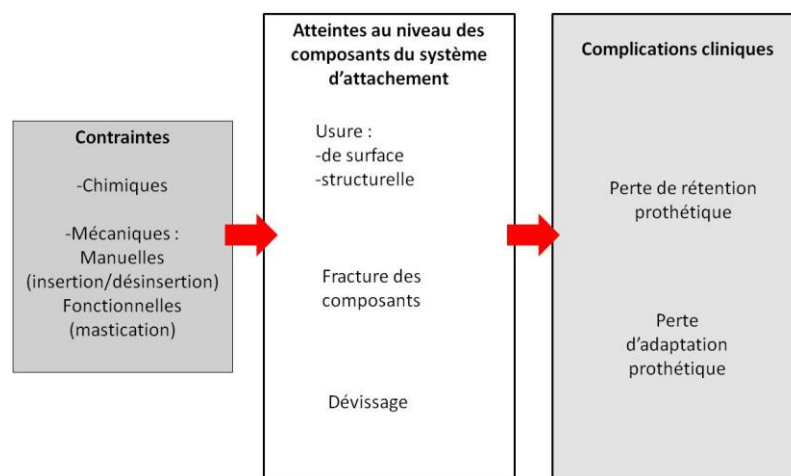 Contraintes
-Chimiques
-Mécaniques :
Manuelles
(insertion/désinsertion)
Fonctionnelles
(mastication)
Atteintes au niveau des
composants du système
d’attachement
Usure :
-de surface
-structurelle
Fracture des
composants
Dévissage
Complications cliniques
Perte de rétention
prothétique
Perte
d’adaptation
prothétique